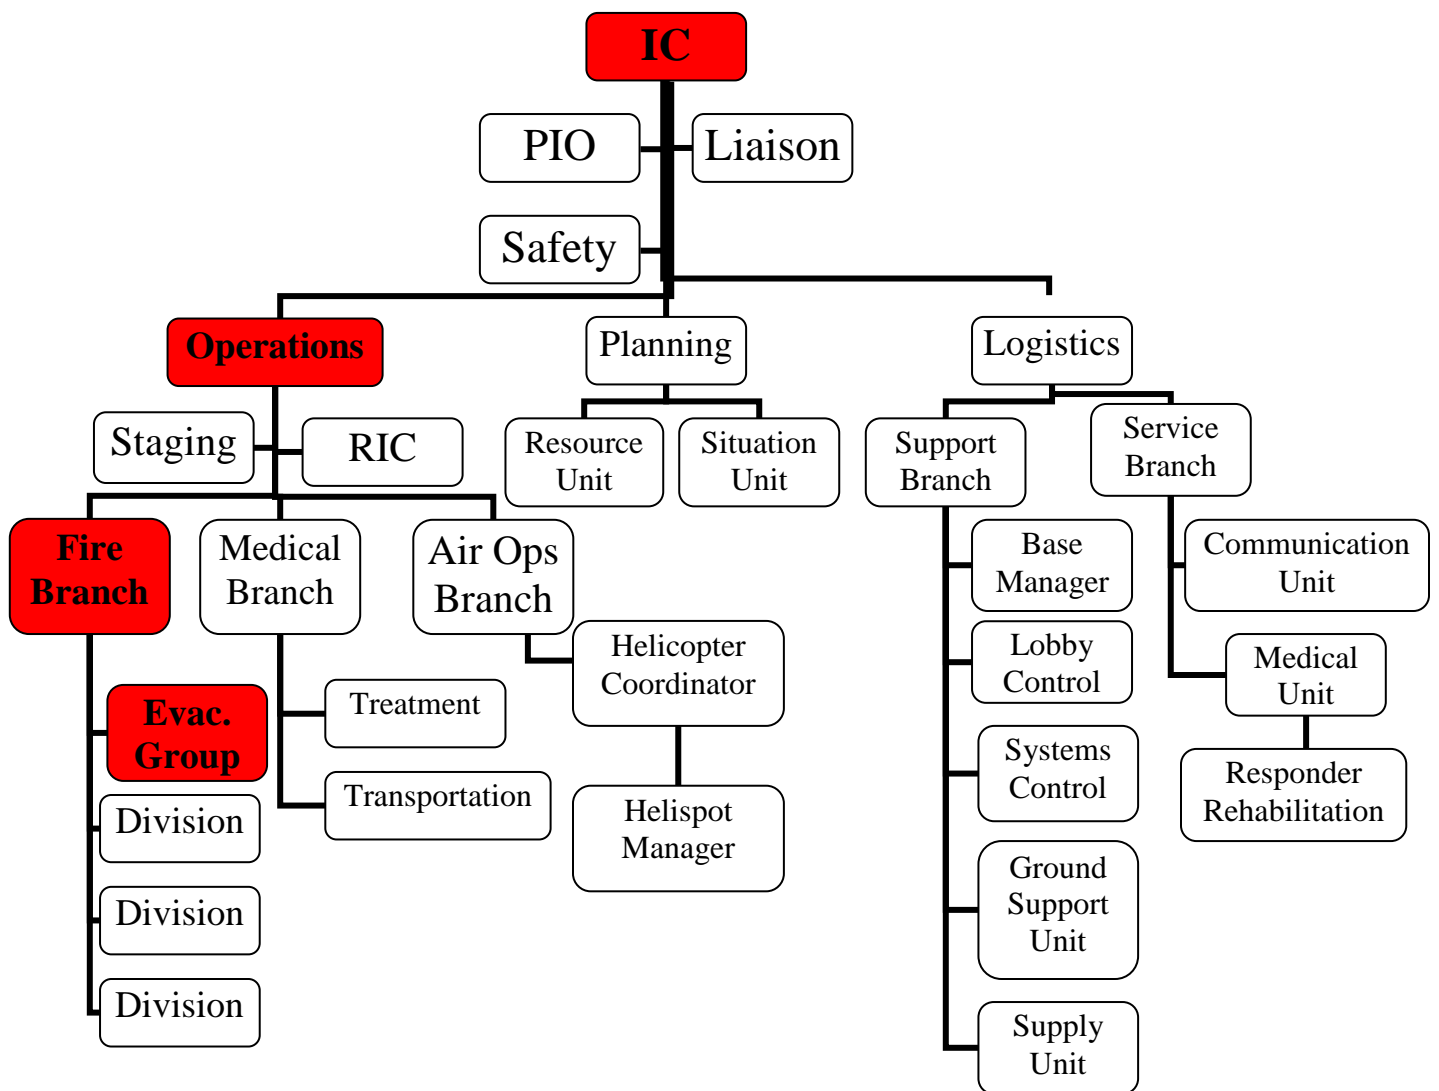 IC
PIO
Liaison
Safety
Operations
Planning
Logistics
Staging
RIC
Resource
Unit
Situation
Unit
Support
Branch
Service
Branch
Fire
Branch
Medical
Branch
Air Ops
Branch
Base
Manager
Communication
Unit
Helicopter
Coordinator
Lobby
Control
Medical
Unit
Evac.
Group
Treatment
Systems
Control
Responder
Rehabilitation
Division
Transportation
Helispot
Manager
Ground
Support
Unit
Division
Division
Supply
Unit